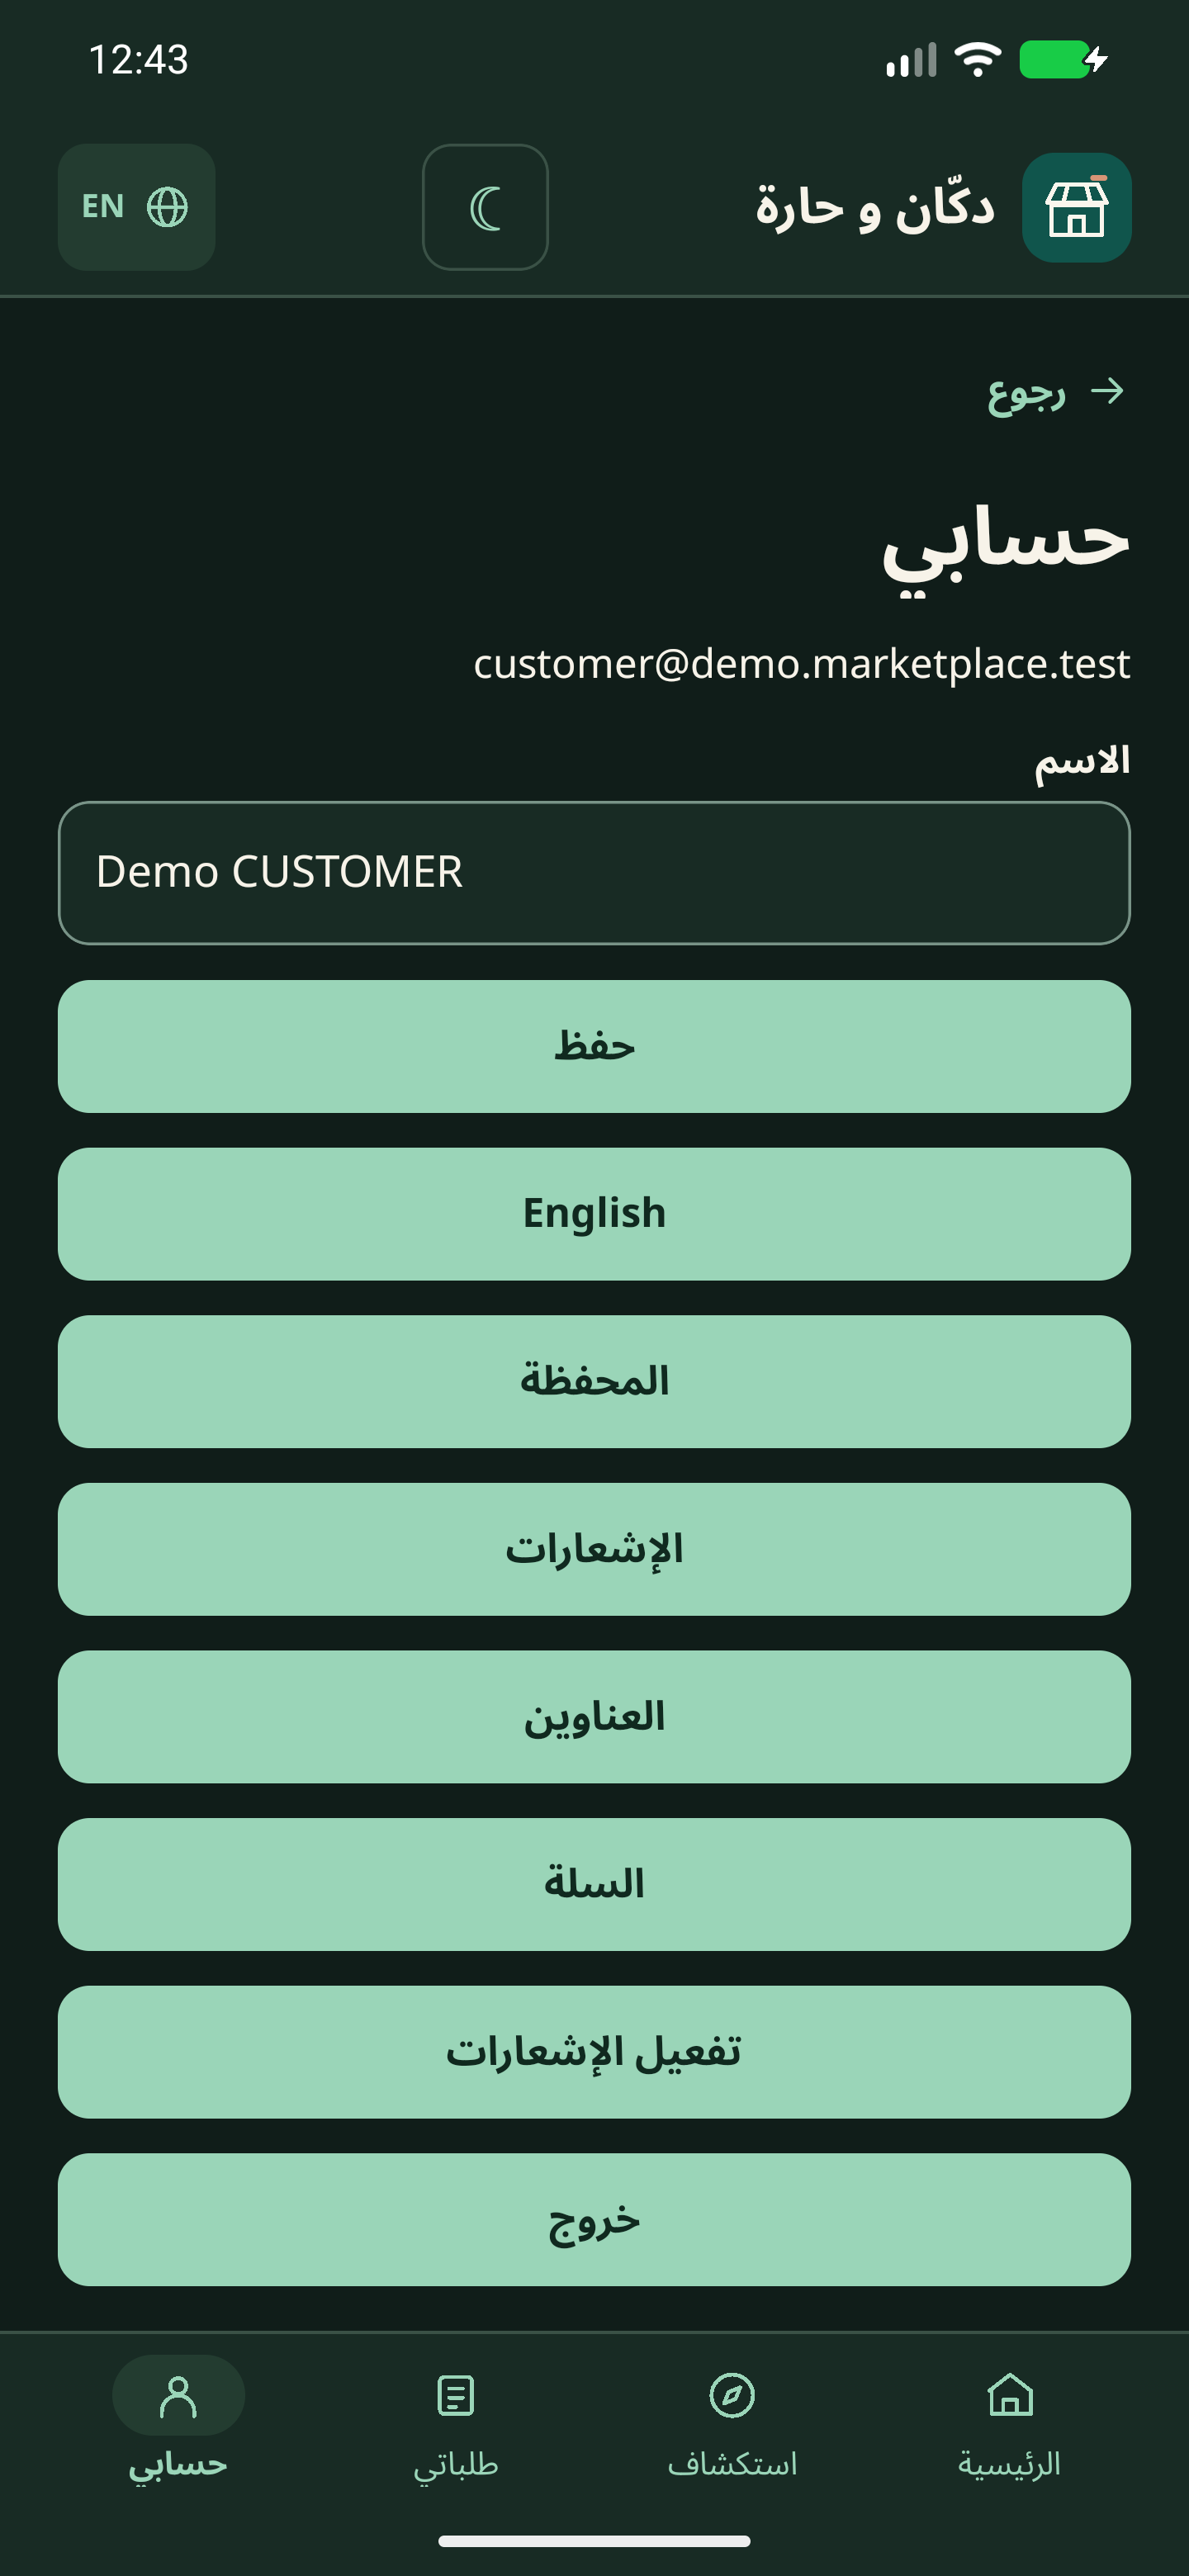 12:43
دكّان و حارة
EN
رجوع
حسابي
customer@demo.marketplace.test
الاسم
Demo CUSTOMER
حفظ
English
المحفظة
الإشعارات
العناوين
السلة
تفعيل الإشعارات
خروج
الرئيسية
استكشاف
طلباتي
حسابي